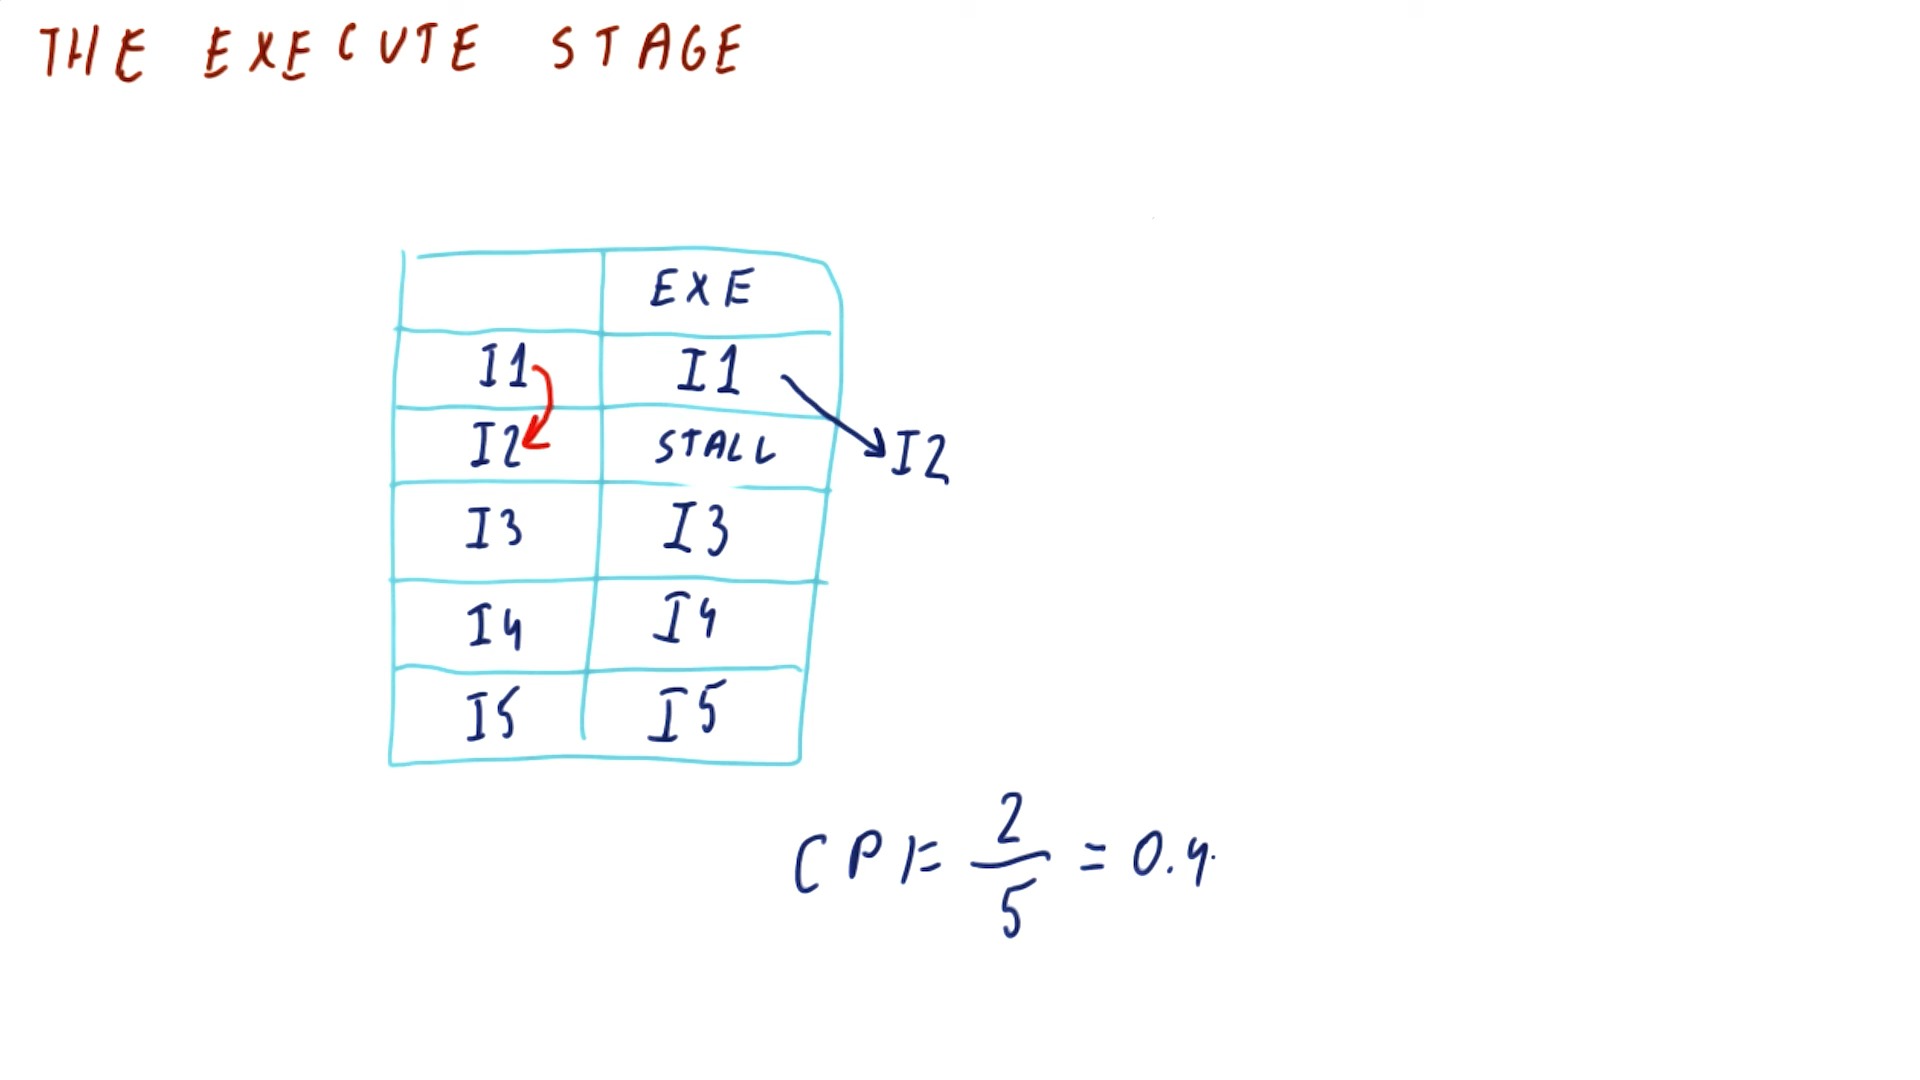 THE EXECUTE STAGE
EXE
I1 I1
I2 STALL I2
I3 I3
I4 I4
I5 I5
CPI = 2/5 = 0.4